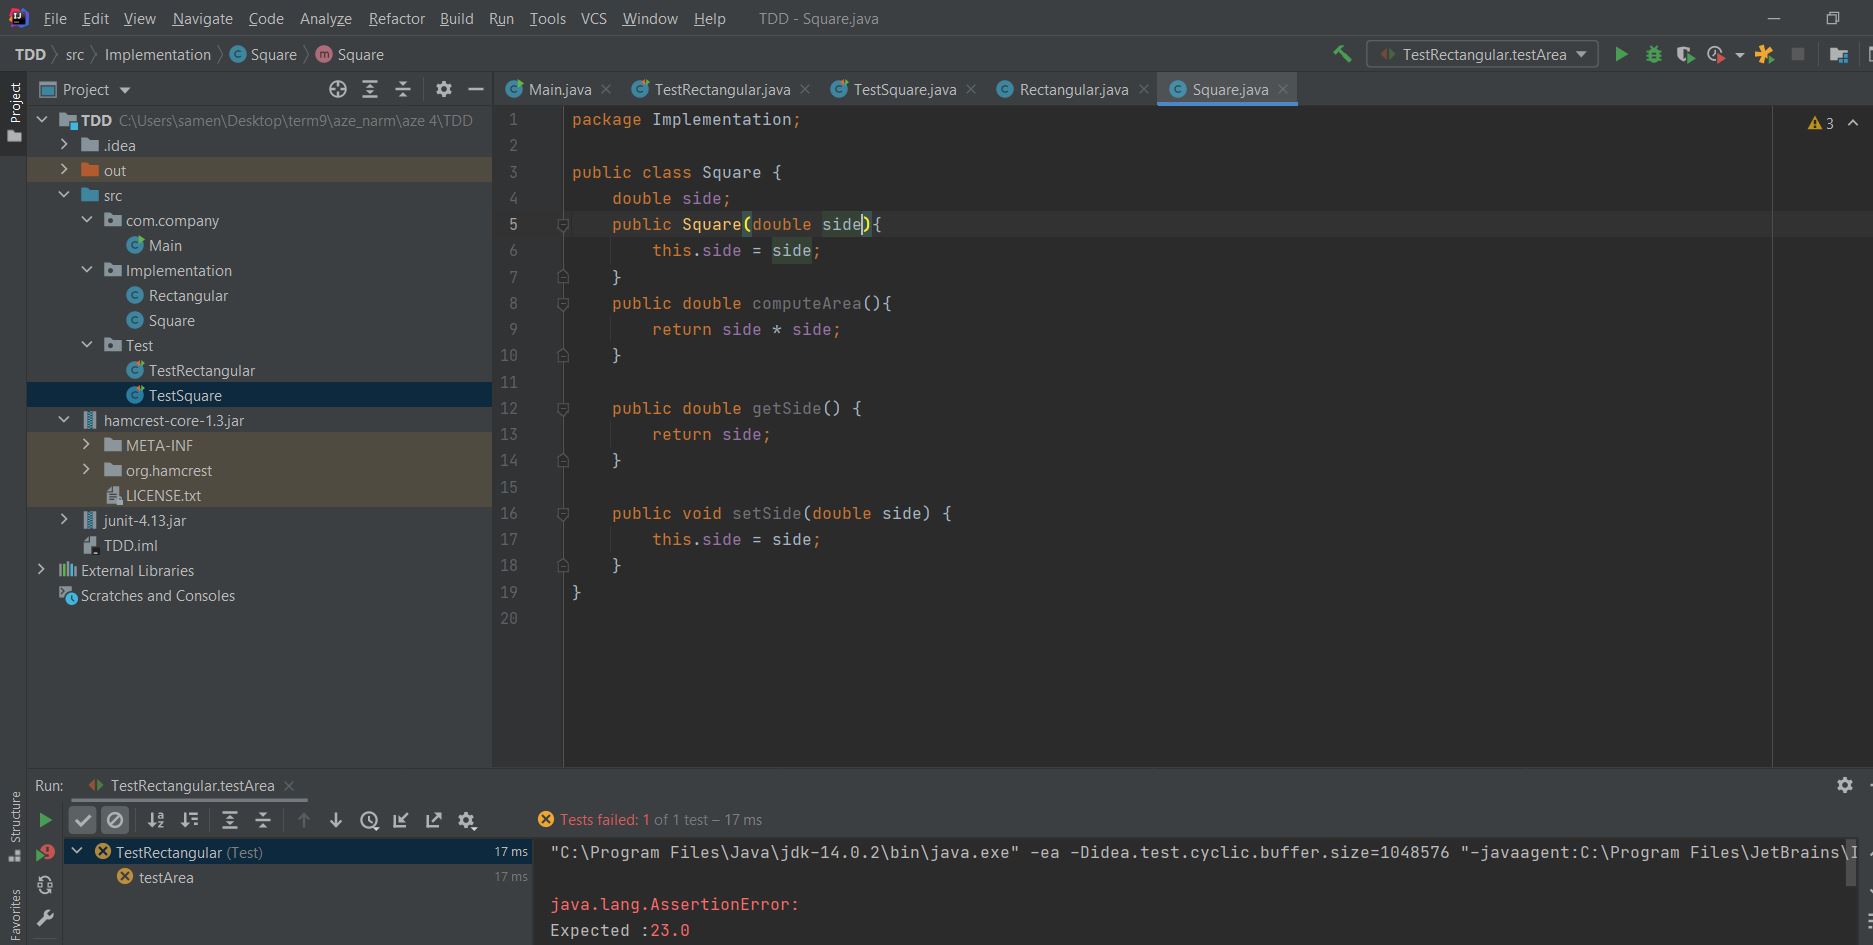 File Edit View Navigate Code Analyze Refactor Build Run Tools VCS Window Help TDD - Square.java
TDD src Implementation Square Square
TestRectangular.testArea
Project
Project
Main.java TestRectangular.java TestSquare.java Rectangular.java Square.java
TDD C:\Users\samen\Desktop\term9\aze_narm\aze 4\TDD
.idea
out
src
com.company
Main
Implementation
Rectangular
Square
Test
TestRectangular
TestSquare
hamcrest-core-1.3.jar
META-INF
org.hamcrest
LICENSE.txt
junit-4.13.jar
TDD.iml
External Libraries
Scratches and Consoles
3
1 package Implementation;
2
3 public class Square {
4 double side;
5 public Square(double side){
6 this.side = side;
7 }
8 public double computeArea(){
9 return side * side;
10 }
11
12 public double getSide() {
13 return side;
14 }
15
16 public void setSide(double side) {
17 this.side = side;
18 }
19 }
20
Structure
Favorites
Run: TestRectangular.testArea
Tests failed: 1 of 1 test – 17 ms
TestRectangular (Test) 17 ms
testArea 17 ms
"C:\Program Files\Java\jdk-14.0.2\bin\java.exe" -ea -Didea.test.cyclic.buffer.size=1048576 "-javaagent:C:\Program Files\JetBrains\I
java.lang.AssertionError:
Expected :23.0